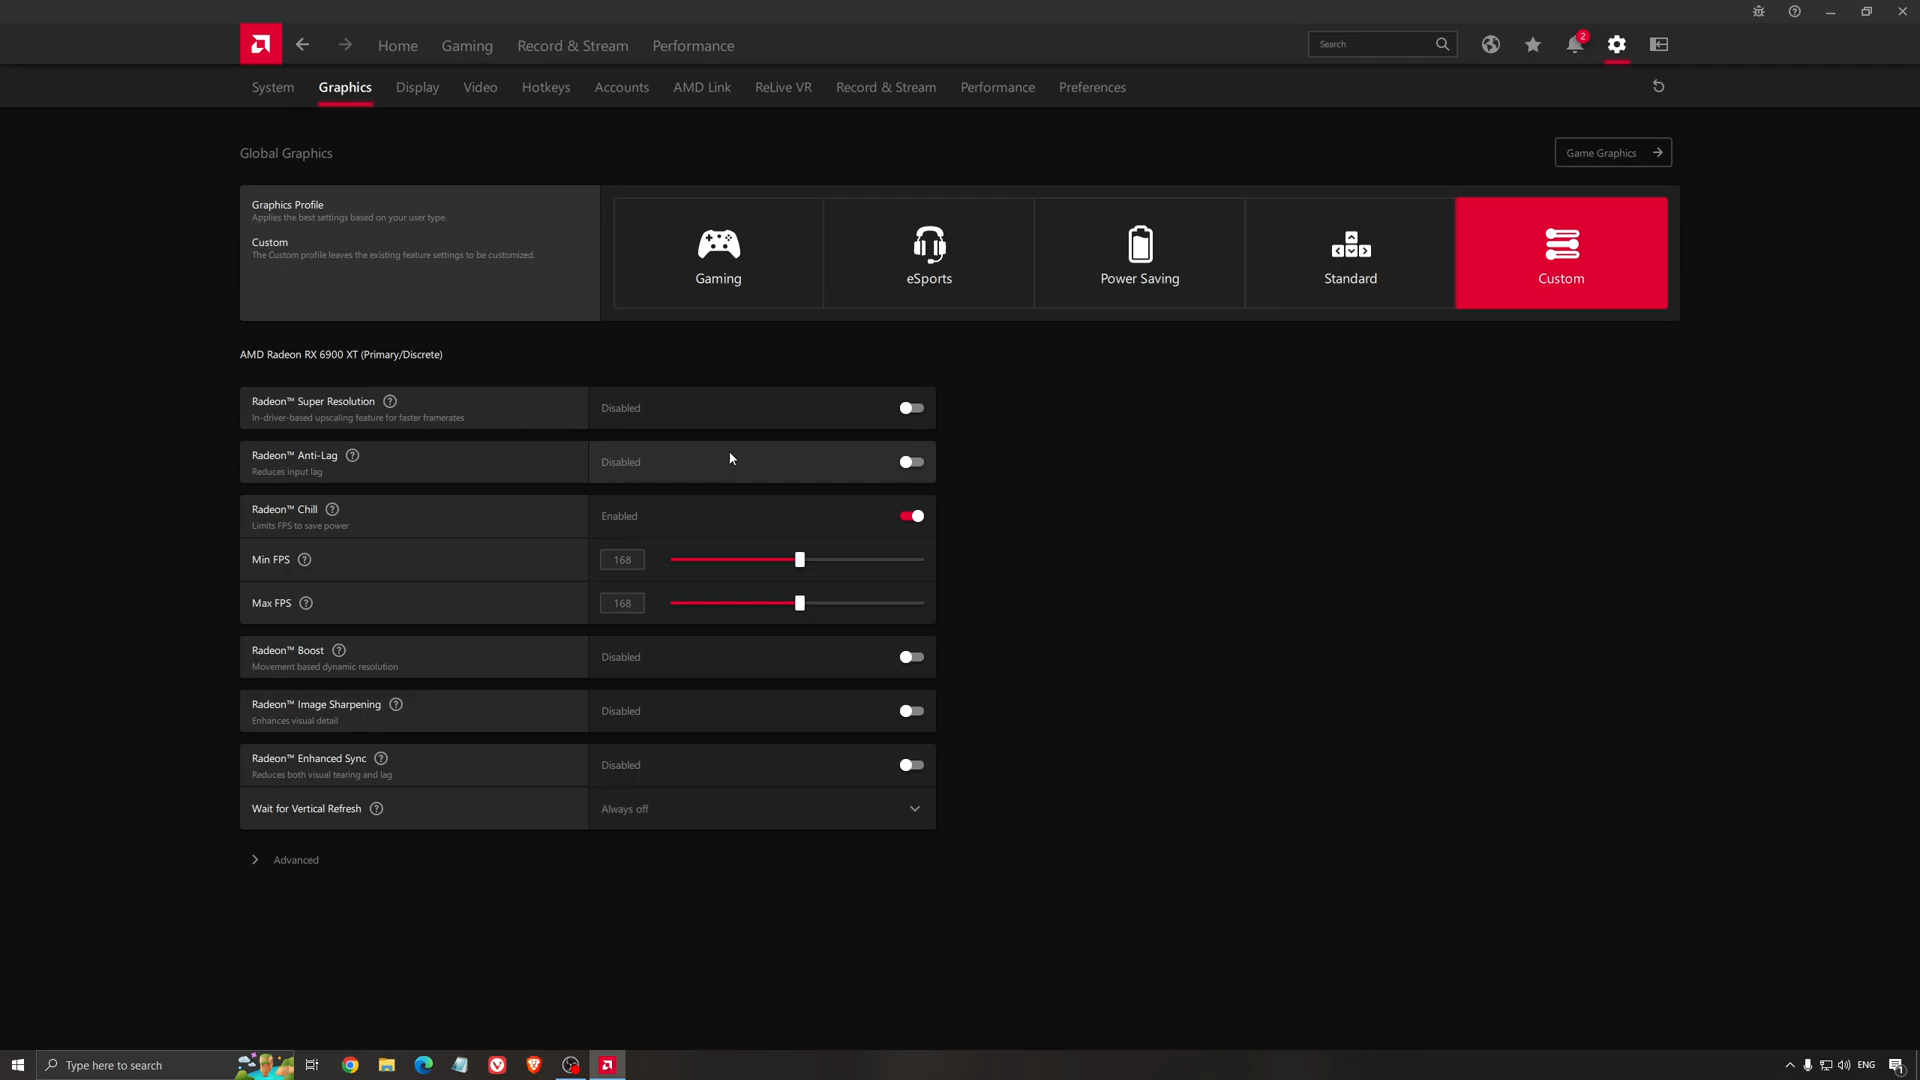 Home
Gaming
Record & Stream
Performance
Search
2
System
Graphics
Display
Video
Hotkeys
Accounts
AMD Link
ReLive VR
Record & Stream
Performance
Preferences
Global Graphics
Game Graphics
Graphics Profile
Applies the best settings based on your user type.
Custom
The Custom profile leaves the existing feature settings to be customized.
Gaming
eSports
Power Saving
Standard
Custom
AMD Radeon RX 6900 XT (Primary/Discrete)
Radeon™ Super Resolution
In-driver-based upscaling feature for faster framerates
Disabled
Radeon™ Anti-Lag
Reduces input lag
Disabled
Radeon™ Chill
Limits FPS to save power
Enabled
Min FPS
168
Max FPS
168
Radeon™ Boost
Movement based dynamic resolution
Disabled
Radeon™ Image Sharpening
Enhances visual detail
Disabled
Radeon™ Enhanced Sync
Reduces both visual tearing and lag
Disabled
Wait for Vertical Refresh
Always off
Advanced
Type here to search
ENG
1